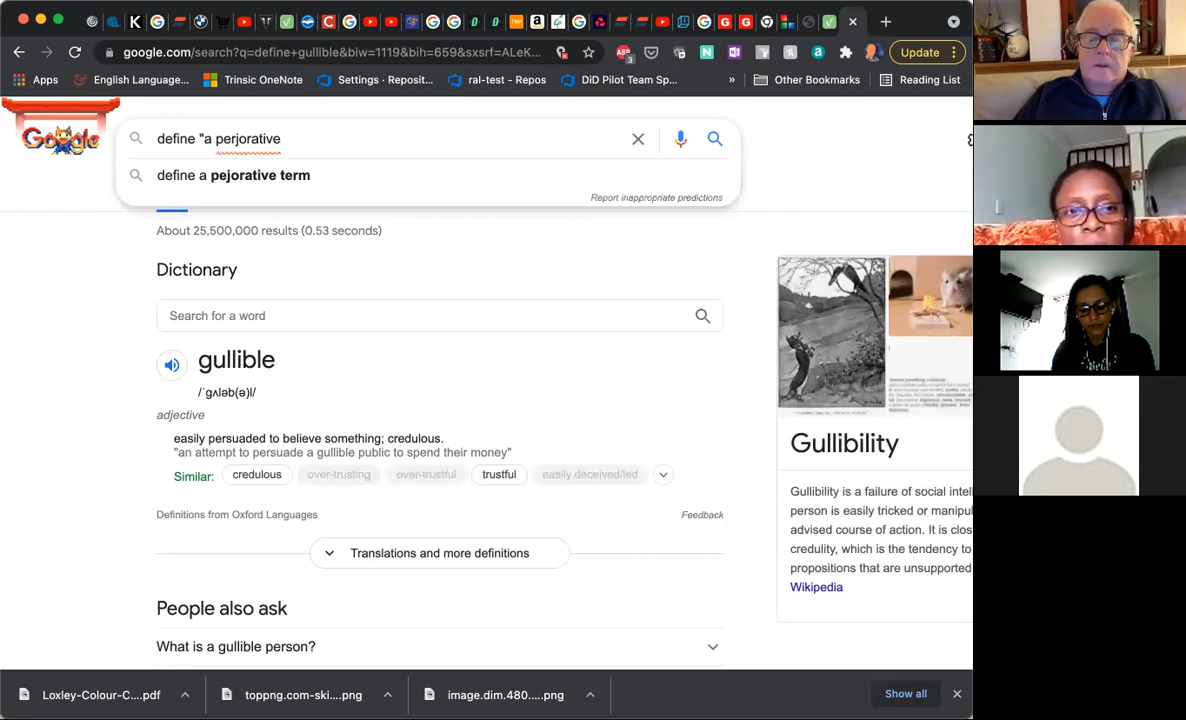 google.com/search?q=define+gullible&biw=1119&bih=659&sxsrf=ALeK...
Update
Apps
English Language...
Trinsic OneNote
Settings - Reposit...
ral-test - Repos
DiD Pilot Team Sp...
»
Other Bookmarks
Reading List
Google
define "a perjorative
define a pejorative term
Report inappropriate predictions
About 25,500,000 results (0.53 seconds)
Dictionary
Search for a word
gullible
/ˈɡʌləb(ə)l/
adjective
easily persuaded to believe something; credulous.
"an attempt to persuade a gullible public to spend their money"
Similar:
credulous
over-trusting
over-trustful
trustful
easily deceived/led
Definitions from Oxford Languages
Feedback
Translations and more definitions
People also ask
What is a gullible person?
Gullibility
Gullibility is a failure of social intel
person is easily tricked or manipul
advised course of action. It is clos
credulity, which is the tendency to
propositions that are unsupported
Wikipedia
Loxley-Colour-C....pdf
toppng.com-ski....png
image.dim.480.....png
Show all